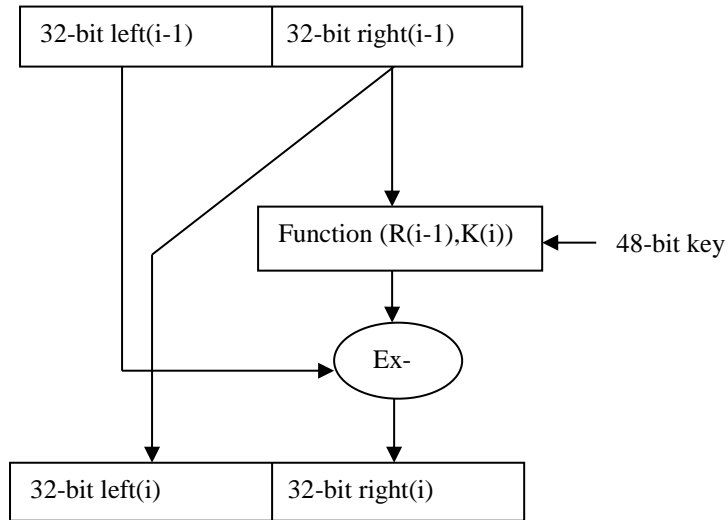 32-bit left(i-1)
32-bit right(i-1)
Function (R(i-1),K(i))
48-bit key
Ex-
32-bit left(i)
32-bit right(i)